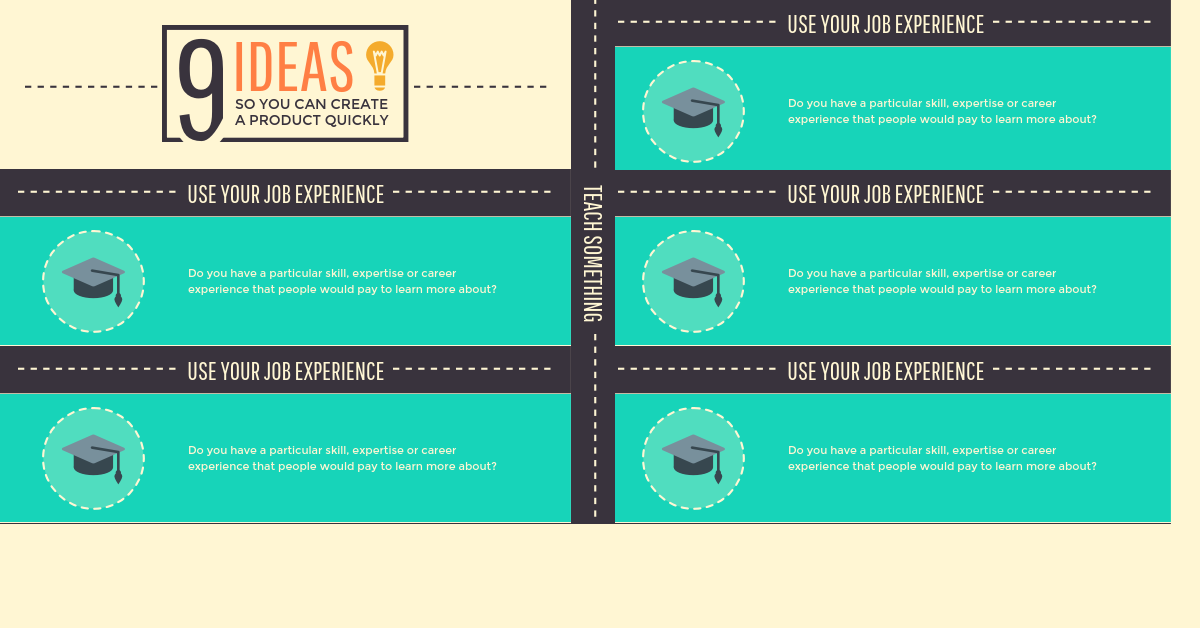 9 IDEAS
SO YOU CAN CREATE
A PRODUCT QUICKLY
USE YOUR JOB EXPERIENCE
Do you have a particular skill, expertise or career
experience that people would pay to learn more about?
USE YOUR JOB EXPERIENCE
Do you have a particular skill, expertise or career
experience that people would pay to learn more about?
TEACH SOMETHING
USE YOUR JOB EXPERIENCE
Do you have a particular skill, expertise or career
experience that people would pay to learn more about?
USE YOUR JOB EXPERIENCE
Do you have a particular skill, expertise or career
experience that people would pay to learn more about?
USE YOUR JOB EXPERIENCE
Do you have a particular skill, expertise or career
experience that people would pay to learn more about?